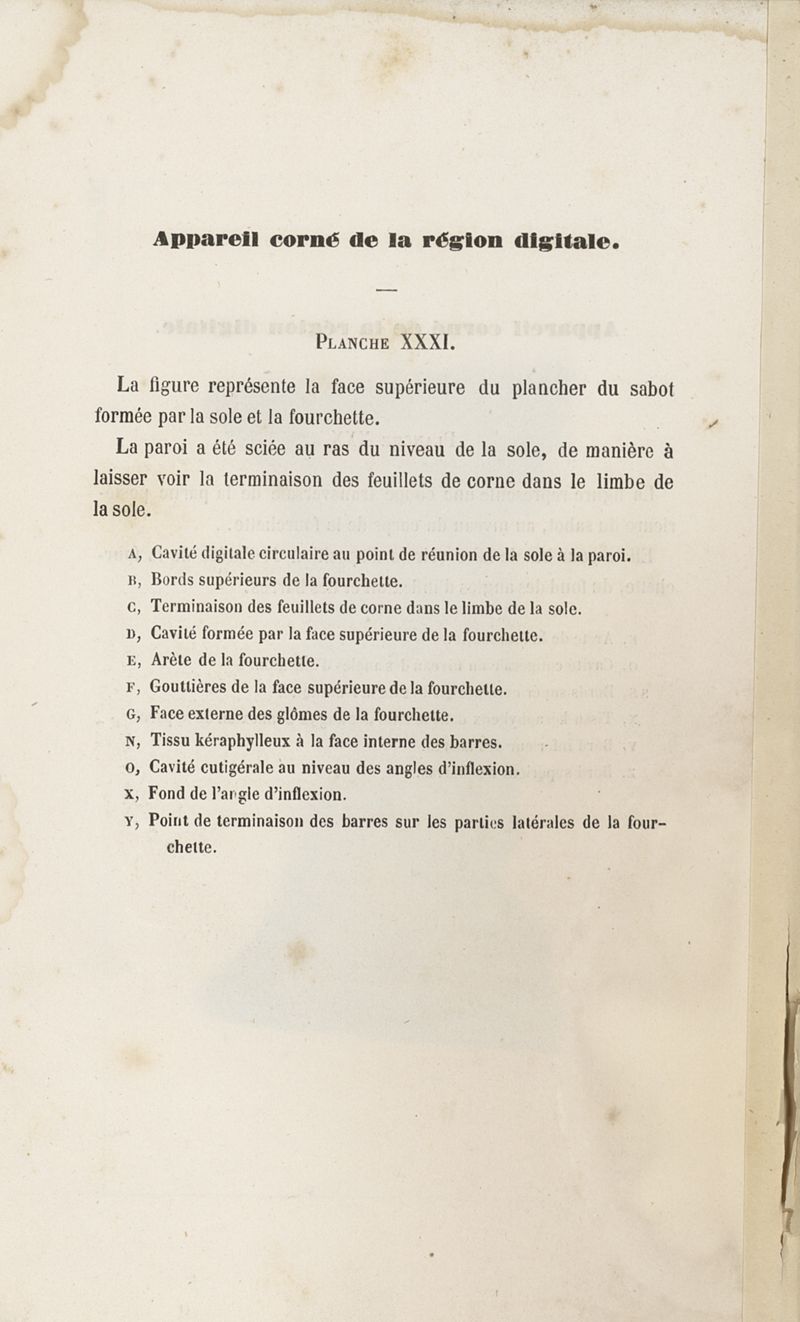 Appareil corné de la région digitale.
PLANCHE XXXI.
La figure représente la face supérieure du plancher du sabot
formée par la sole et la fourchette.
La paroi a été sciée au ras du niveau de la sole, de manière à
laisser voir la terminaison des feuillets de corne dans le limbe de
la sole.
A, Cavité digitale circulaire au point de réunion de la sole à la paroi.
B, Bords supérieurs de la fourchette.
C, Terminaison des feuillets de corne dans le limbe de la sole.
D, Cavité formée par la face supérieure de la fourchette.
E, Arète de la fourchette.
F, Gouttières de la face supérieure de la fourchette.
G, Face externe des glômes de la fourchette.
N, Tissu kéraphylleux à la face interne des barres.
O, Cavité cutigérale au niveau des angles d'inflexion.
X, Fond de l'angle d'inflexion.
Y, Point de terminaison des barres sur les parties latérales de la four-
chette.